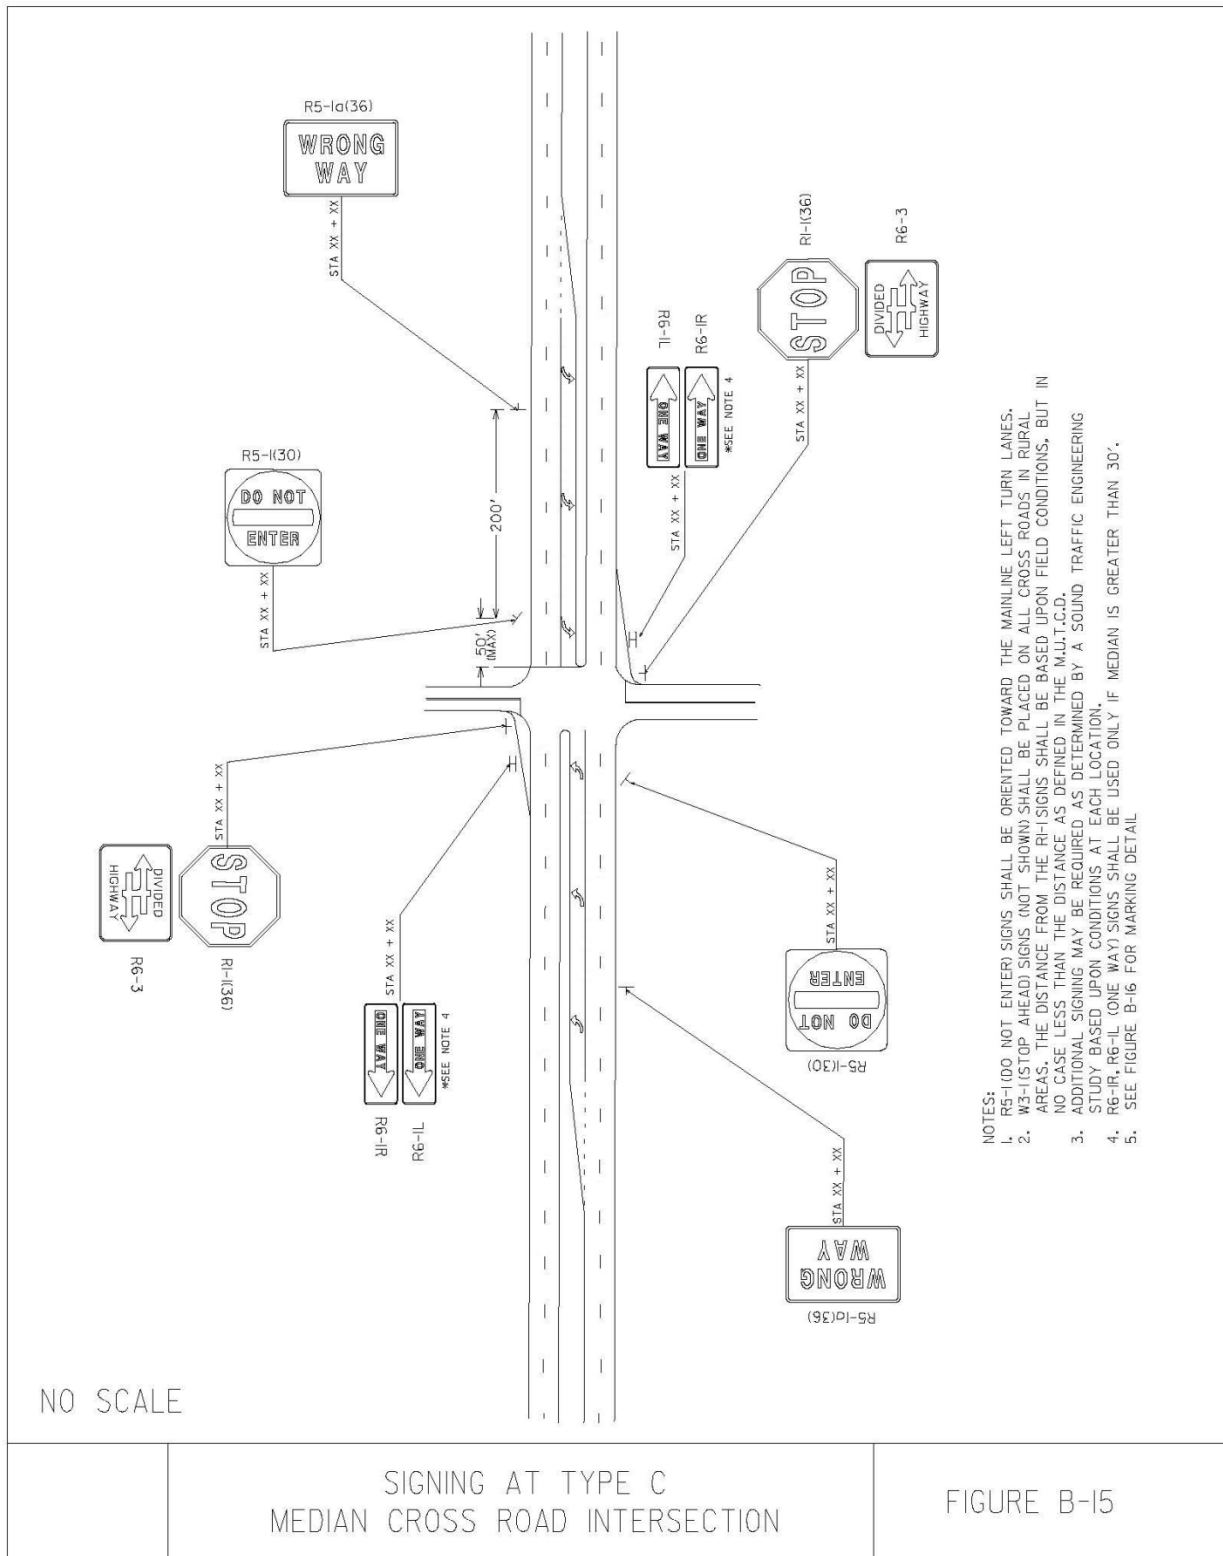 R5-1a(36)
WRONG
WAY
STA XX + XX
R5-1(30)
DO NOT
ENTER
STA XX + XX
200'
50'
(MAX)
R1-1(36)
STOP
R6-3
DIVIDED
HIGHWAY
STA XX + XX
R6-1L
ONE WAY
R6-1R
ONE WAY
*SEE NOTE 4
STA XX + XX
STA XX + XX
STOP
R1-1(36)
DIVIDED
HIGHWAY
R6-3
STA XX + XX
ONE WAY
R6-1R
ONE WAY
R6-1L
*SEE NOTE 4
STA XX + XX
DO NOT
ENTER
R5-1(30)
STA XX + XX
WRONG
WAY
R5-1a(36)
NOTES:
1. R5-1 (DO NOT ENTER) SIGNS SHALL BE ORIENTED TOWARD THE MAINLINE LEFT TURN LANES.
2. W3-1 (STOP AHEAD) SIGNS (NOT SHOWN) SHALL BE PLACED ON ALL CROSS ROADS IN RURAL
AREAS. THE DISTANCE FROM THE R1-1 SIGNS SHALL BE BASED UPON FIELD CONDITIONS, BUT IN
NO CASE LESS THAN THE DISTANCE AS DEFINED IN THE M.U.T.C.D.
3. ADDITIONAL SIGNING MAY BE REQUIRED AS DETERMINED BY A SOUND TRAFFIC ENGINEERING
STUDY BASED UPON CONDITIONS AT EACH LOCATION.
4. R6-1R, R6-1L (ONE WAY) SIGNS SHALL BE USED ONLY IF MEDIAN IS GREATER THAN 30'.
5. SEE FIGURE B-16 FOR MARKING DETAIL
NO SCALE
SIGNING AT TYPE C
MEDIAN CROSS ROAD INTERSECTION
FIGURE B-15